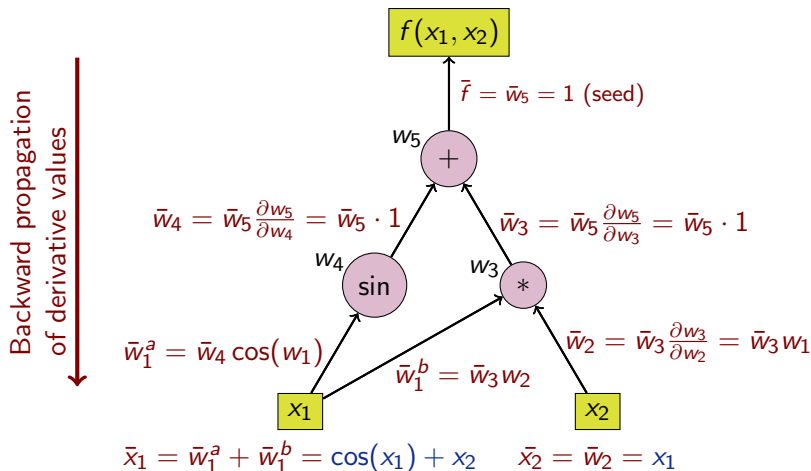 f(x₁, x₂)
f̄ = w̄₅ = 1 (seed)
w₅
+
w̄₄ = w̄₅ ∂w₅/∂w₄ = w̄₅ · 1
w̄₃ = w̄₅ ∂w₅/∂w₃ = w̄₅ · 1
w₄
sin
w₃
*
w̄₁ᵃ = w̄₄ cos(w₁)
w̄₁ᵇ = w̄₃w₂
w̄₂ = w̄₃ ∂w₃/∂w₂ = w̄₃w₁
x₁
x₂
x̄₁ = w̄₁ᵃ + w̄₁ᵇ = cos(x₁) + x₂
x̄₂ = w̄₂ = x₁
Backward propagation
of derivative values